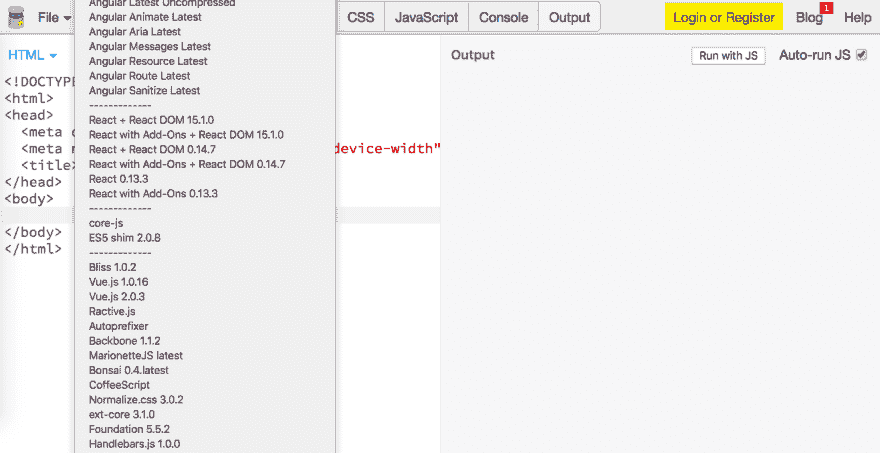 File
CSS
JavaScript
Console
Output
Login or Register
Blog
1
Help
HTML
Output
Run with JS
Auto-run JS
<!DOCTYPE
<html>
<head>
<meta
<meta
device-width"
<title>
</head>
<body>
</body>
</html>
Angular Latest Uncompressed
Angular Animate Latest
Angular Aria Latest
Angular Messages Latest
Angular Resource Latest
Angular Route Latest
Angular Sanitize Latest
-------------
React + React DOM 15.1.0
React with Add-Ons + React DOM 15.1.0
React + React DOM 0.14.7
React with Add-Ons + React DOM 0.14.7
React 0.13.3
React with Add-Ons 0.13.3
-------------
core-js
ES5 shim 2.0.8
-------------
Bliss 1.0.2
Vue.js 1.0.16
Vue.js 2.0.3
Ractive.js
Autoprefixer
Backbone 1.1.2
MarionetteJS latest
Bonsai 0.4.latest
CoffeeScript
Normalize.css 3.0.2
ext-core 3.1.0
Foundation 5.5.2
Handlebars.js 1.0.0